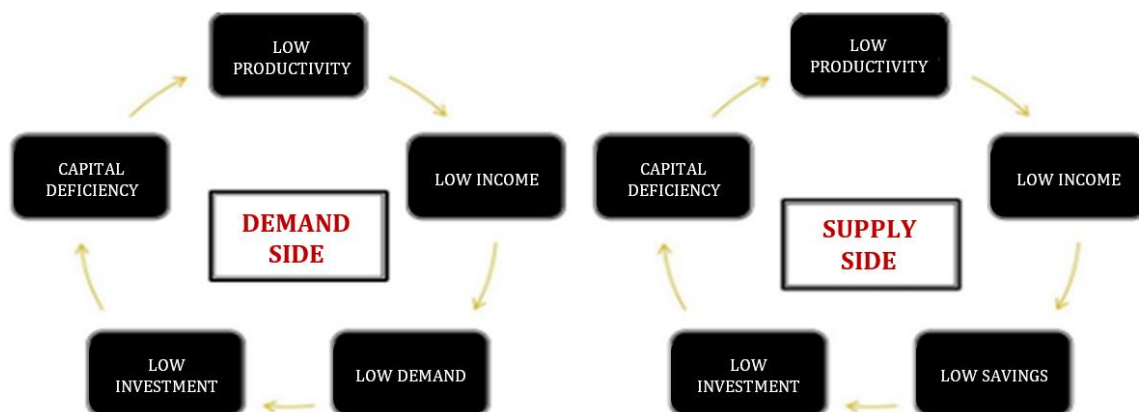 LOW
PRODUCTIVITY
CAPITAL
DEFICIENCY
LOW INCOME
DEMAND
SIDE
LOW
INVESTMENT
LOW DEMAND
LOW
PRODUCTIVITY
CAPITAL
DEFICIENCY
LOW INCOME
SUPPLY
SIDE
LOW
INVESTMENT
LOW SAVINGS